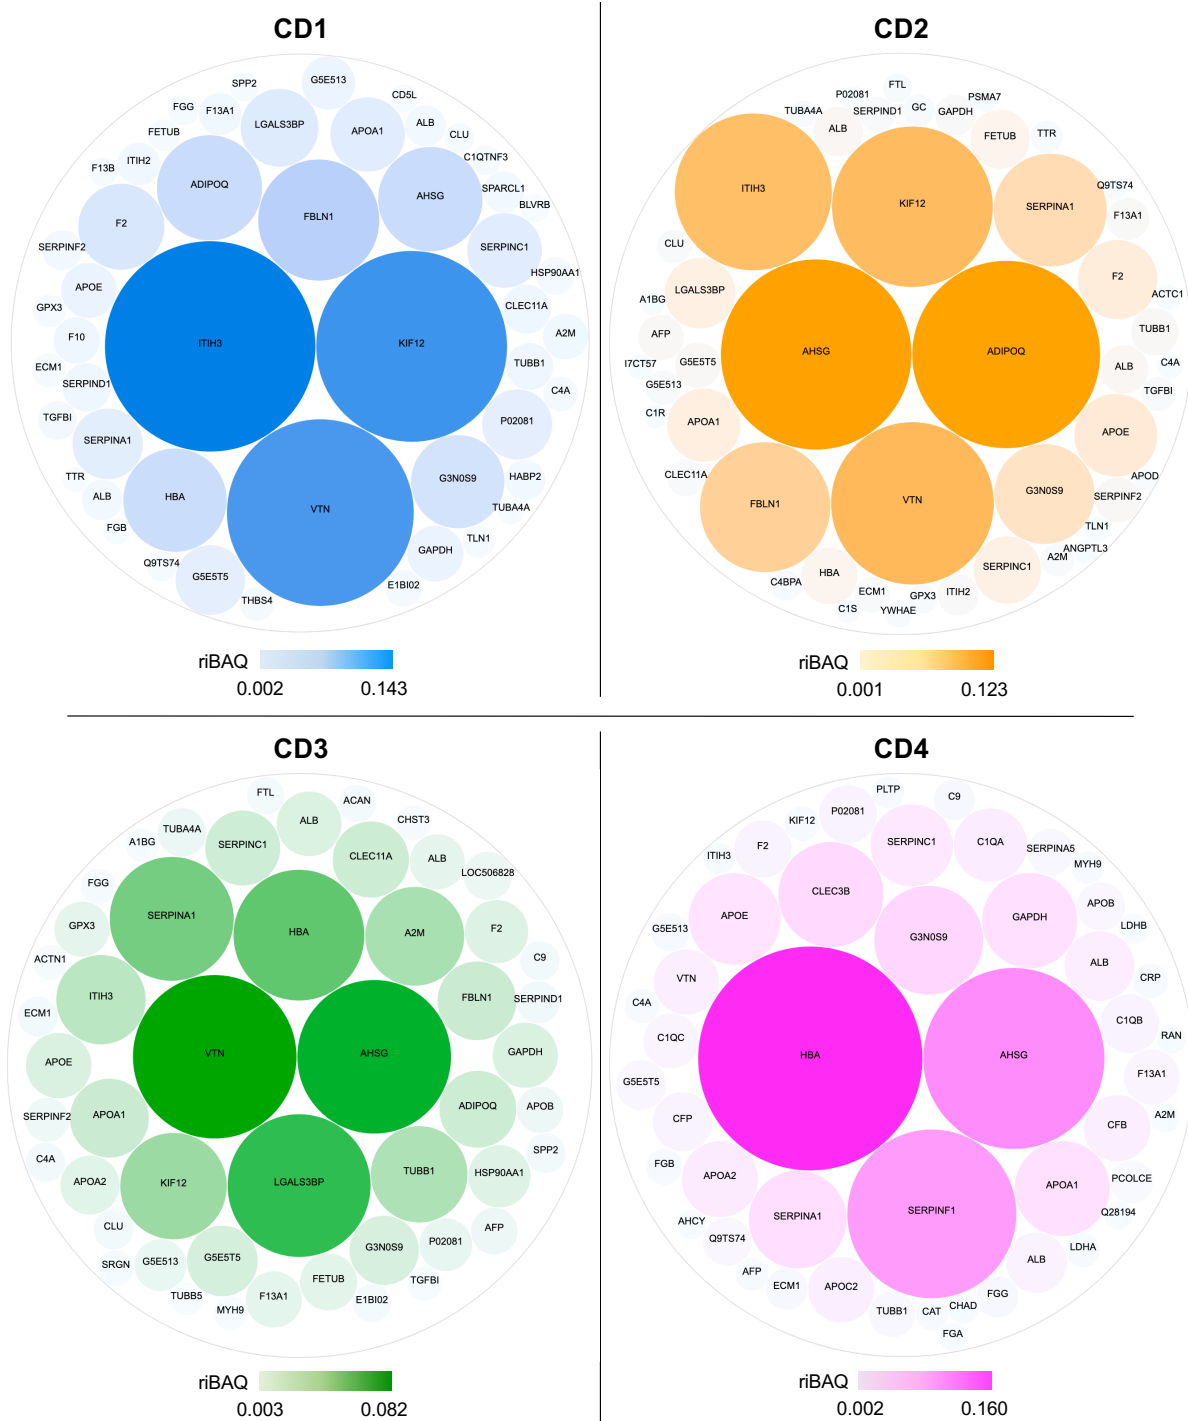 CD1
G5E513
SPP2
CD5L
FGG
F13A1
LGALS3BP
APOA1
ALB
FETUB
CLU
F13B
ITIH2
C1QTNF3
ADIPOQ
AHSG
SPARCL1
BLVRB
FBLN1
F2
SERPINF2
SERPINC1
HSP90AA1
APOE
GPX3
CLEC11A
F10
ITIH3
KIF12
A2M
ECM1
TUBB1
SERPIND1
C4A
TGFBI
P02081
SERPINA1
TTR
G3N0S9
HABP2
ALB
HBA
VTN
TUBA4A
FGB
TLN1
GAPDH
Q9TS74
G5E5T5
E1BI02
THBS4
riBAQ
0.002
0.143
CD2
FTL
P02081
PSMA7
TUBA4A
SERPIND1
GC
GAPDH
ALB
FETUB
TTR
ITIH3
Q9TS74
KIF12
SERPINA1
F13A1
CLU
F2
LGALS3BP
A1BG
ACTC1
AFP
TUBB1
AHSG
ADIPOQ
I7CT57
G5E5T5
ALB
C4A
G5E513
TGFBI
C1R
APOA1
APOE
CLEC11A
APOD
G3N0S9
FBLN1
VTN
SERPINF2
TLN1
ANGPTL3
A2M
C4BPA
HBA
SERPINC1
ECM1
GPX3
ITIH2
C1S
YWHAE
riBAQ
0.001
0.123
CD3
FTL
ACAN
ALB
CHST3
TUBA4A
A1BG
SERPINC1
CLEC11A
ALB
LOC506828
FGG
SERPINA1
GPX3
HBA
A2M
F2
ACTN1
C9
ITIH3
FBLN1
SERPIND1
ECM1
VTN
AHSG
GAPDH
APOE
ADIPOQ
APOB
SERPINF2
APOA1
SPP2
C4A
TUBB1
HSP90AA1
APOA2
KIF12
LGALS3BP
CLU
AFP
P02081
SRGN
G5E513
G5E5T5
G3N0S9
TGFBI
TUBB5
FETUB
MYH9
F13A1
E1BI02
riBAQ
0.003
0.082
CD4
PLTP
C9
P02081
KIF12
F2
SERPINC1
C1QA
SERPINA5
ITIH3
MYH9
CLEC3B
APOE
GAPDH
APOB
G5E513
G3N0S9
LDHB
ALB
VTN
CRP
C4A
C1QB
C1QC
RAN
HBA
AHSG
G5E5T5
F13A1
CFP
CFB
A2M
FGB
APOA2
APOA1
PCOLCE
SERPINF1
AHCY
SERPINA1
Q28194
Q9TS74
LDHA
AFP
ALB
ECM1
APOC2
FGG
TUBB1
CAT
CHAD
FGA
riBAQ
0.002
0.160